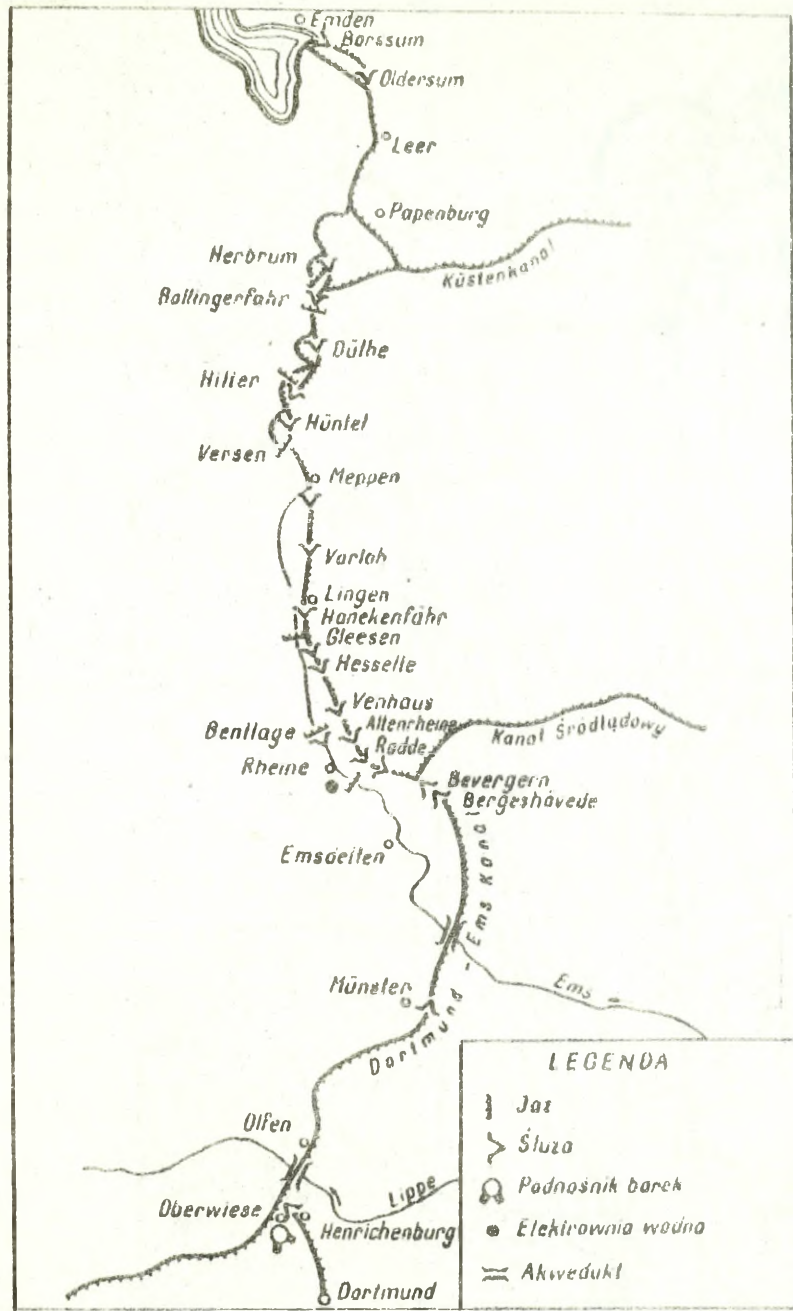 Emden
Borssum
Oldersum
Leer
Papenburg
Herbrum
Küstenkanal
Bollingerfähr
Dülhe
Hilter
Hüntel
Versen
Meppen
Varloh
Lingen
Hanekenfähr
Gleesen
Hesselte
Venhaus
Altenrheine
Bentlage
Rodde
Kanał Śródlądowy
Rheine
Bevergern
Bergeshövede
Emsdetten
Dortmund - Ems Kanal
Münster
Ems
LEGENDA
Jaz
Olfen
Śluza
Lippe
Podnośnik barek
Oberwiese
Henrichenburg
Elektrownia wodna
Akwedukt
Dortmund